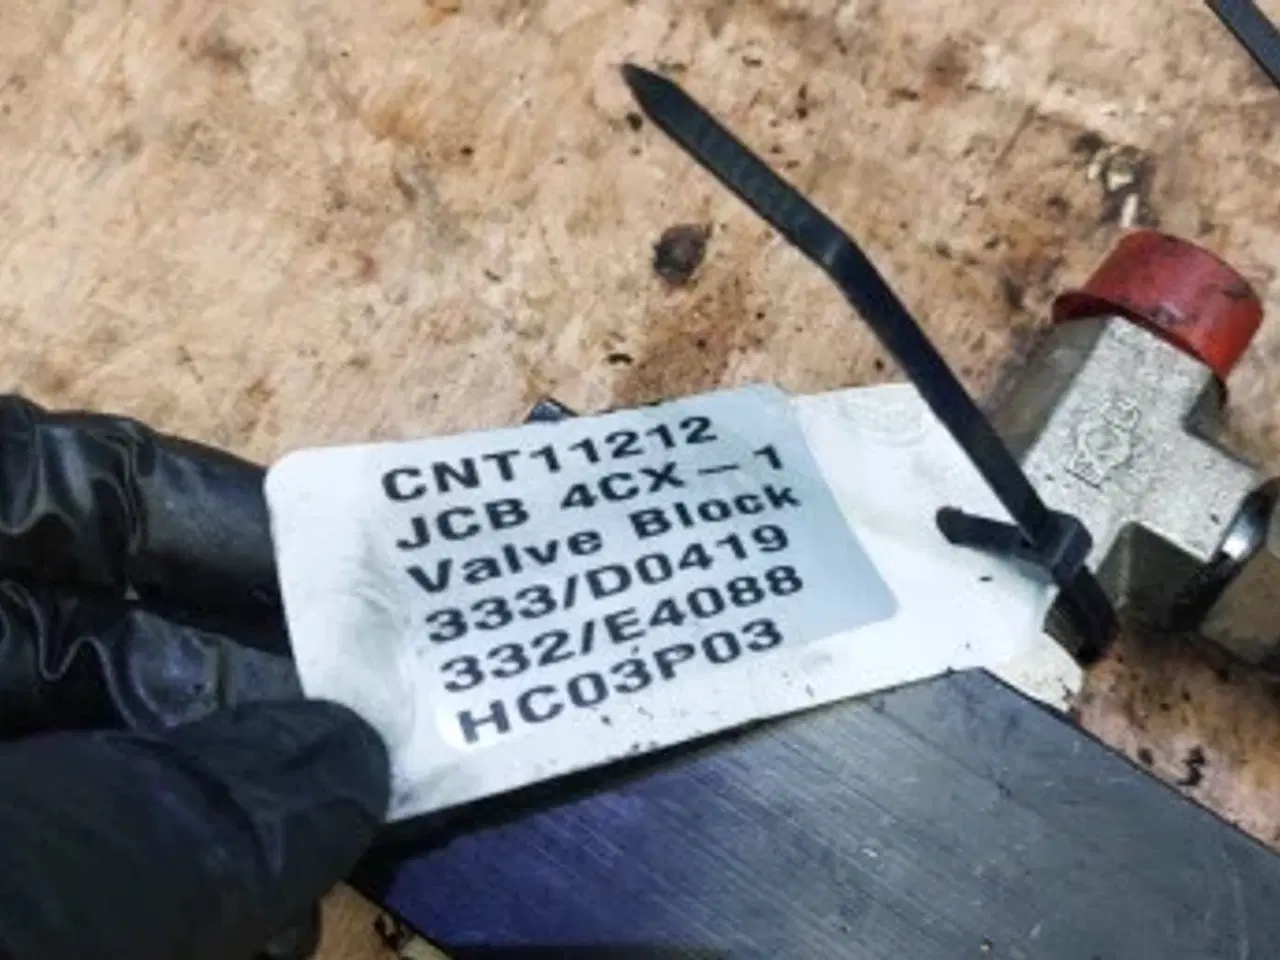 CNT11212
JCB 4CX-1
Valve Block
333/D0419
332/E4088
HC03P03